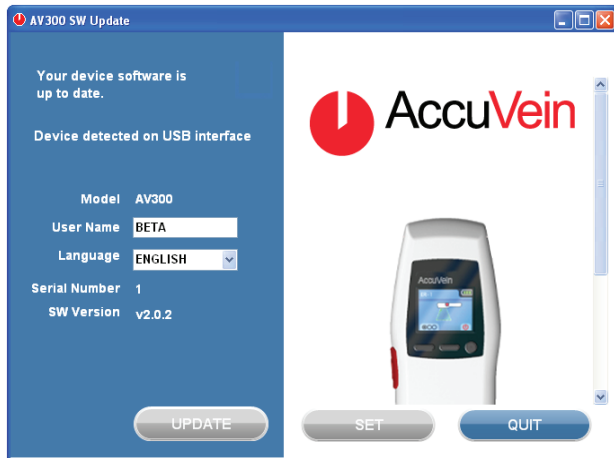 AV300 SW Update
Your device software is
up to date.
Device detected on USB interface
Model AV300
User Name BETA
Language ENGLISH
Serial Number 1
SW Version v2.0.2
UPDATE
AccuVein
AccuVein
SET
QUIT